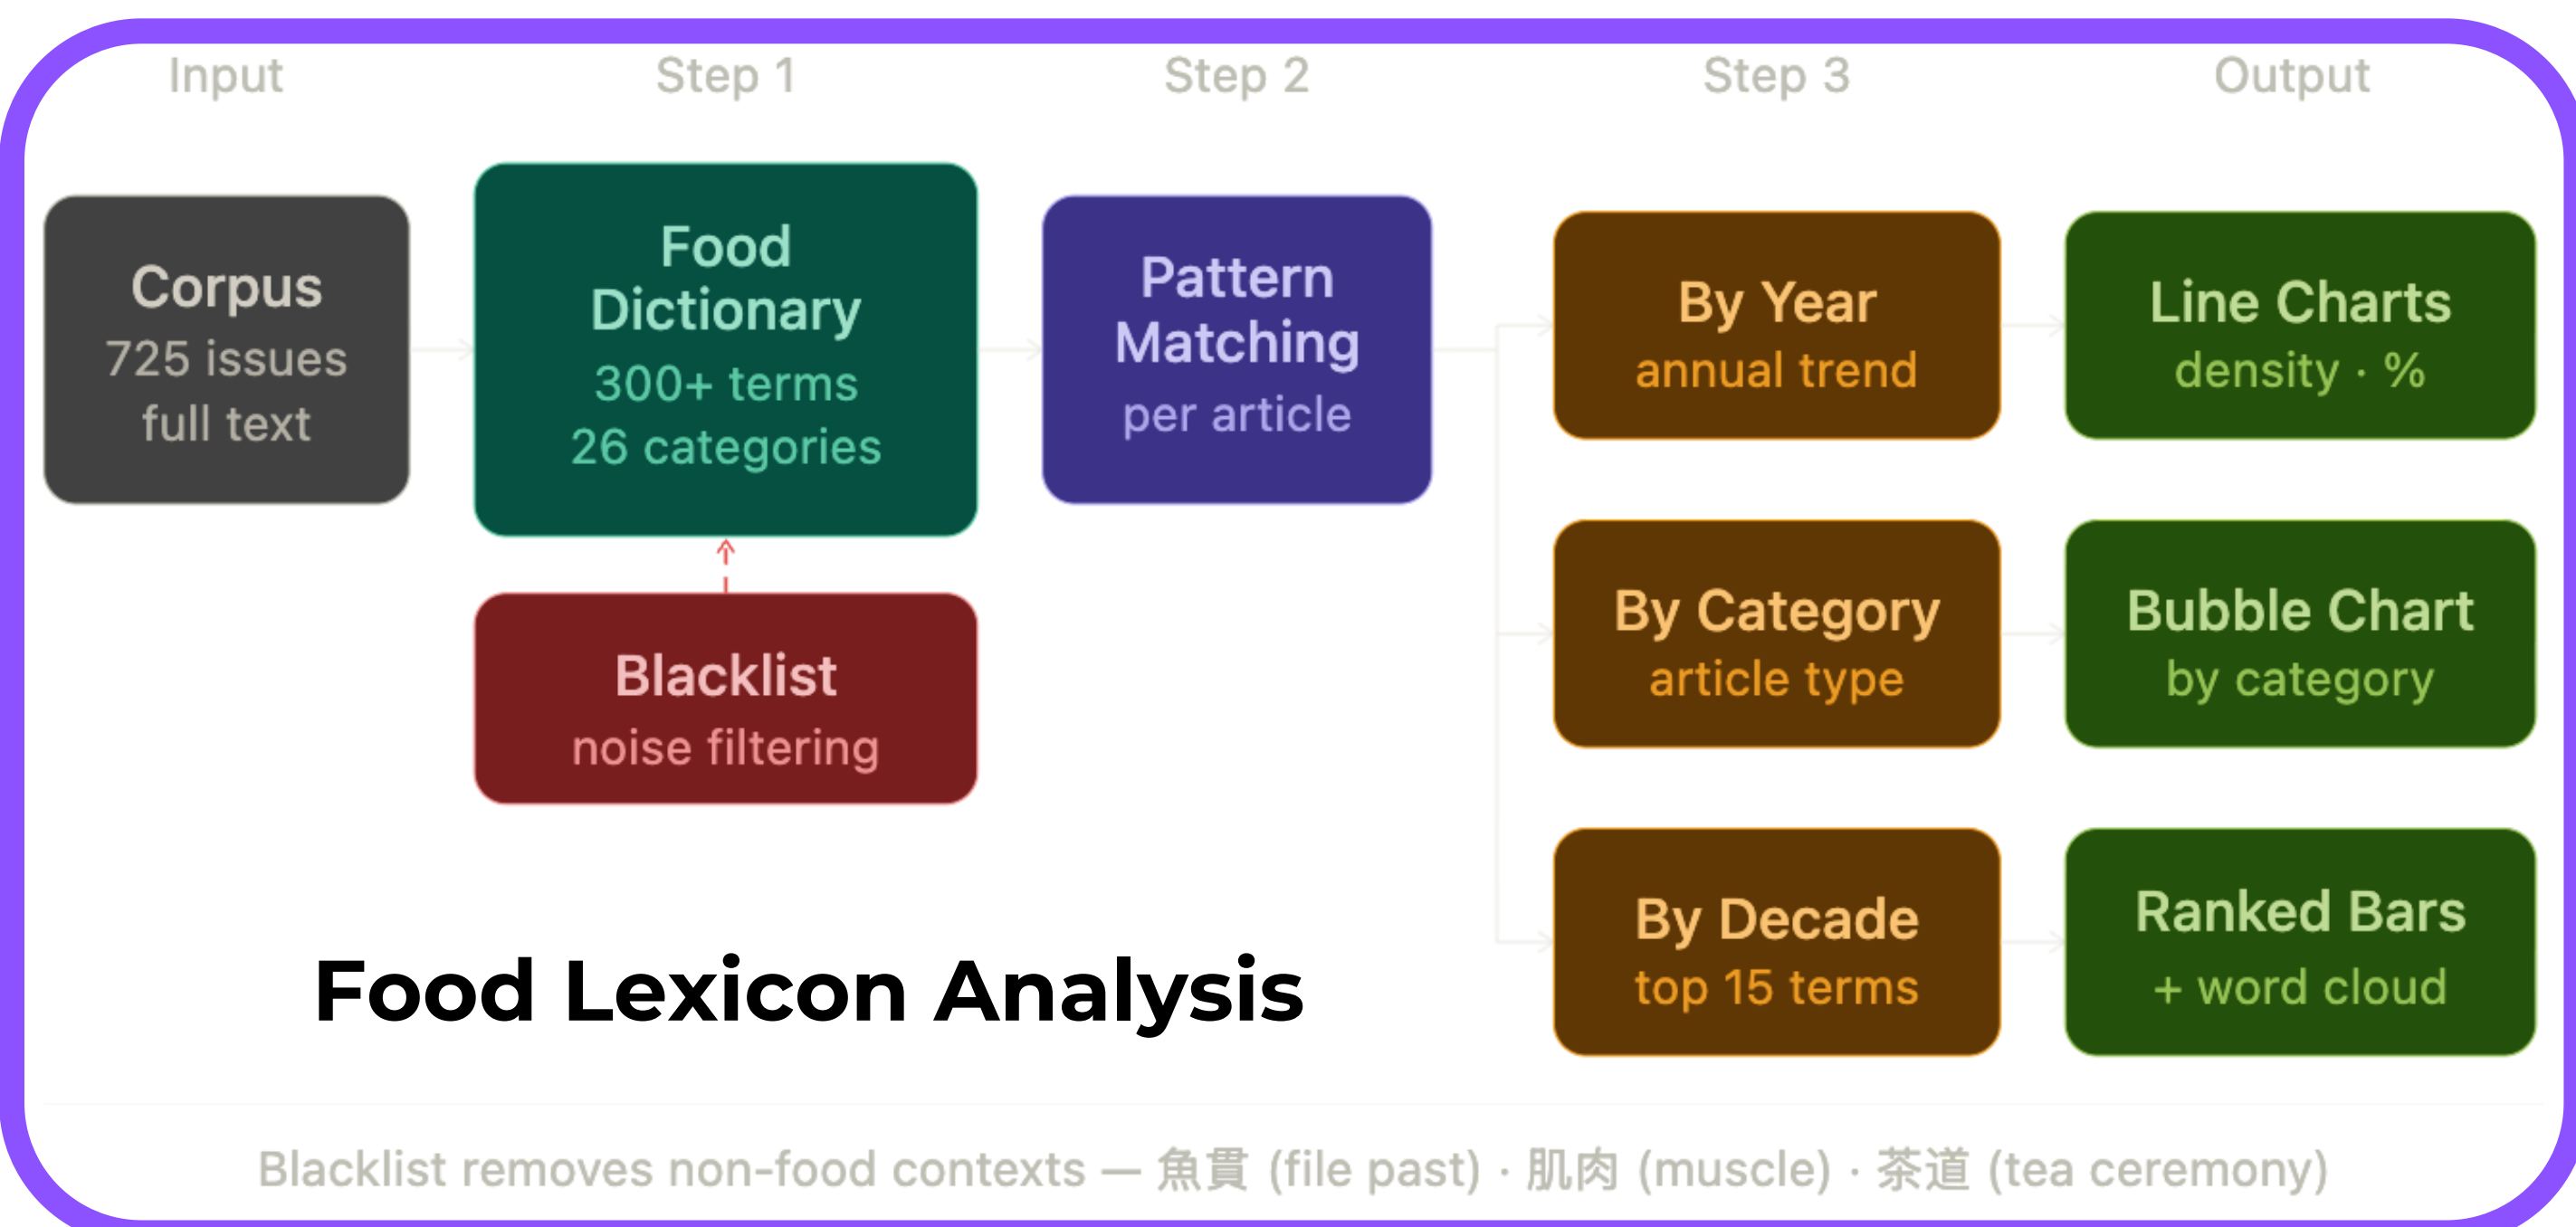 Input
Step 1
Step 2
Step 3
Output
Corpus
725 issues
full text
Food
Dictionary
300+ terms
26 categories
Pattern
Matching
per article
By Year
annual trend
Line Charts
density · %
Blacklist
noise filtering
By Category
article type
Bubble Chart
by category
By Decade
top 15 terms
Ranked Bars
+ word cloud
Food Lexicon Analysis
Blacklist removes non-food contexts — 魚貫 (file past) · 肌肉 (muscle) · 茶道 (tea ceremony)